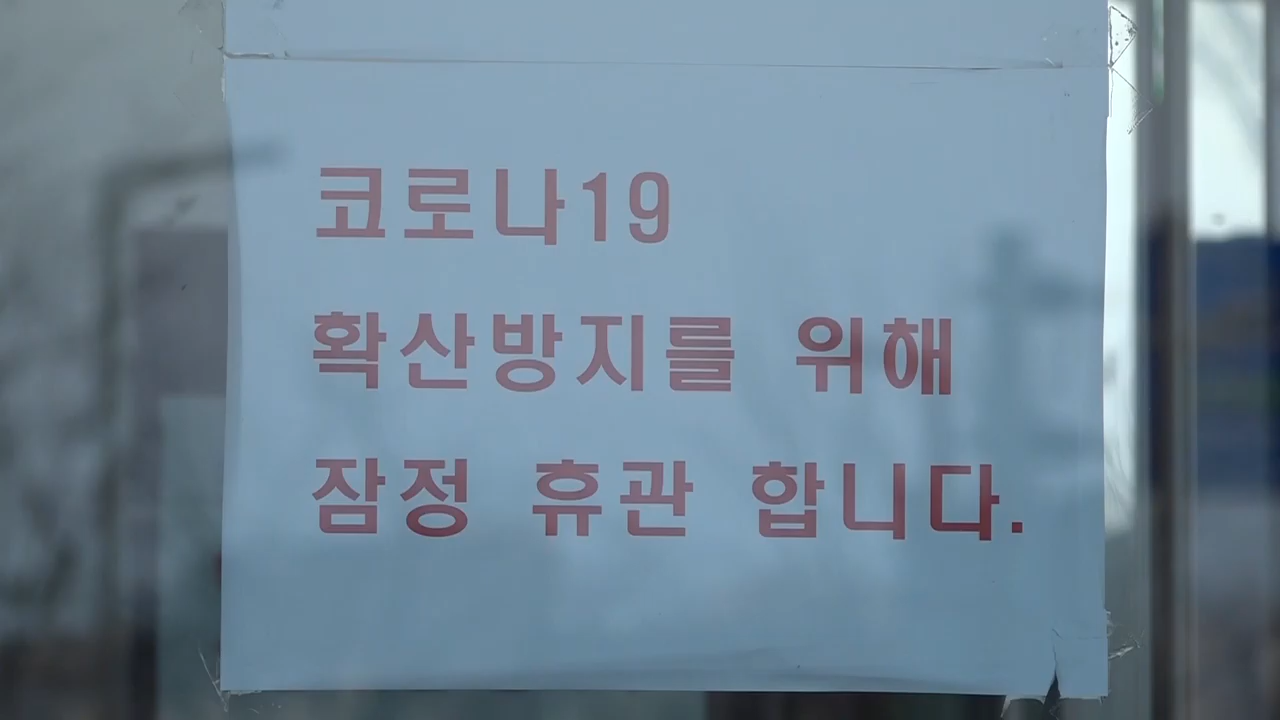 코로나19
확산방지를 위해
잠정 휴관 합니다.